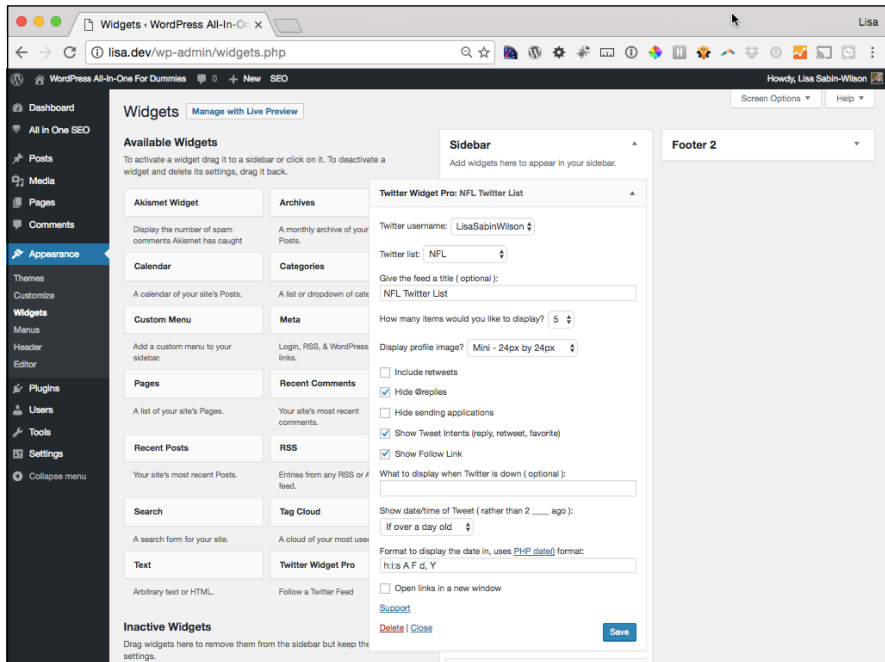 Widgets ‹ WordPress All-In-On
Lisa
lisa.dev/wp-admin/widgets.php
WordPress All-In-One For Dummies 0 + New SEO
Howdy, Lisa Sabin-Wilson
Screen Options
Help
Dashboard
All in One SEO
Posts
Media
Pages
Comments
Appearance
Themes
Customize
Widgets
Menus
Header
Editor
Plugins
Users
Tools
Settings
Collapse menu
Widgets
Manage with Live Preview
Available Widgets
To activate a widget drag it to a sidebar or click on it. To deactivate a
widget and delete its settings, drag it back.
Akismet Widget
Archives
Display the number of spam
comments Akismet has caught
A monthly archive of your
Posts.
Calendar
Categories
A calendar of your site's Posts.
A list or dropdown of cate
Custom Menu
Meta
Add a custom menu to your
sidebar.
Login, RSS, & WordPress
links.
Pages
Recent Comments
A list of your site's Pages.
Your site's most recent
comments.
Recent Posts
RSS
Your site's most recent Posts.
Entries from any RSS or A
feed.
Search
Tag Cloud
A search form for your site.
A cloud of your most used
Text
Twitter Widget Pro
Arbitrary text or HTML.
Follow a Twitter Feed
Inactive Widgets
Drag widgets here to remove them from the sidebar but keep the
settings.
Sidebar
Add widgets here to appear in your sidebar.
Twitter Widget Pro: NFL Twitter List
Twitter username: LisaSabinWilson
Twitter list: NFL
Give the feed a title ( optional ):
NFL Twitter List
How many items would you like to display? 5
Display profile image? Mini - 24px by 24px
Include retweets
Hide @replies
Hide sending applications
Show Tweet Intents (reply, retweet, favorite)
Show Follow Link
What to display when Twitter is down ( optional ):
Show date/time of Tweet ( rather than 2 ____ ago ):
If over a day old
Format to display the date in, uses PHP date() format:
h:i:s A F d, Y
Open links in a new window
Support
Delete | Close
Save
Footer 2